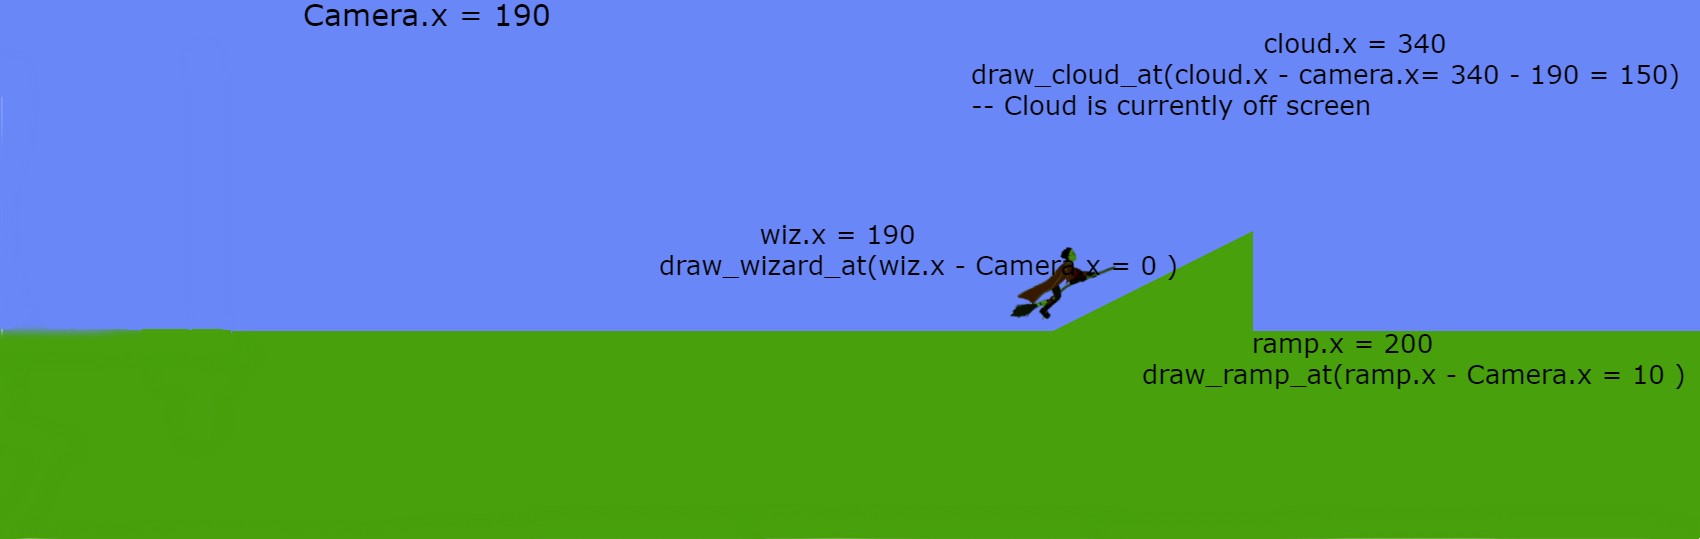 Camera.x = 190
cloud.x = 340
draw_cloud_at(cloud.x - camera.x= 340 - 190 = 150)
-- Cloud is currently off screen
wiz.x = 190
draw_wizard_at(wiz.x - Camera.x = 0 )
ramp.x = 200
draw_ramp_at(ramp.x - Camera.x = 10 )